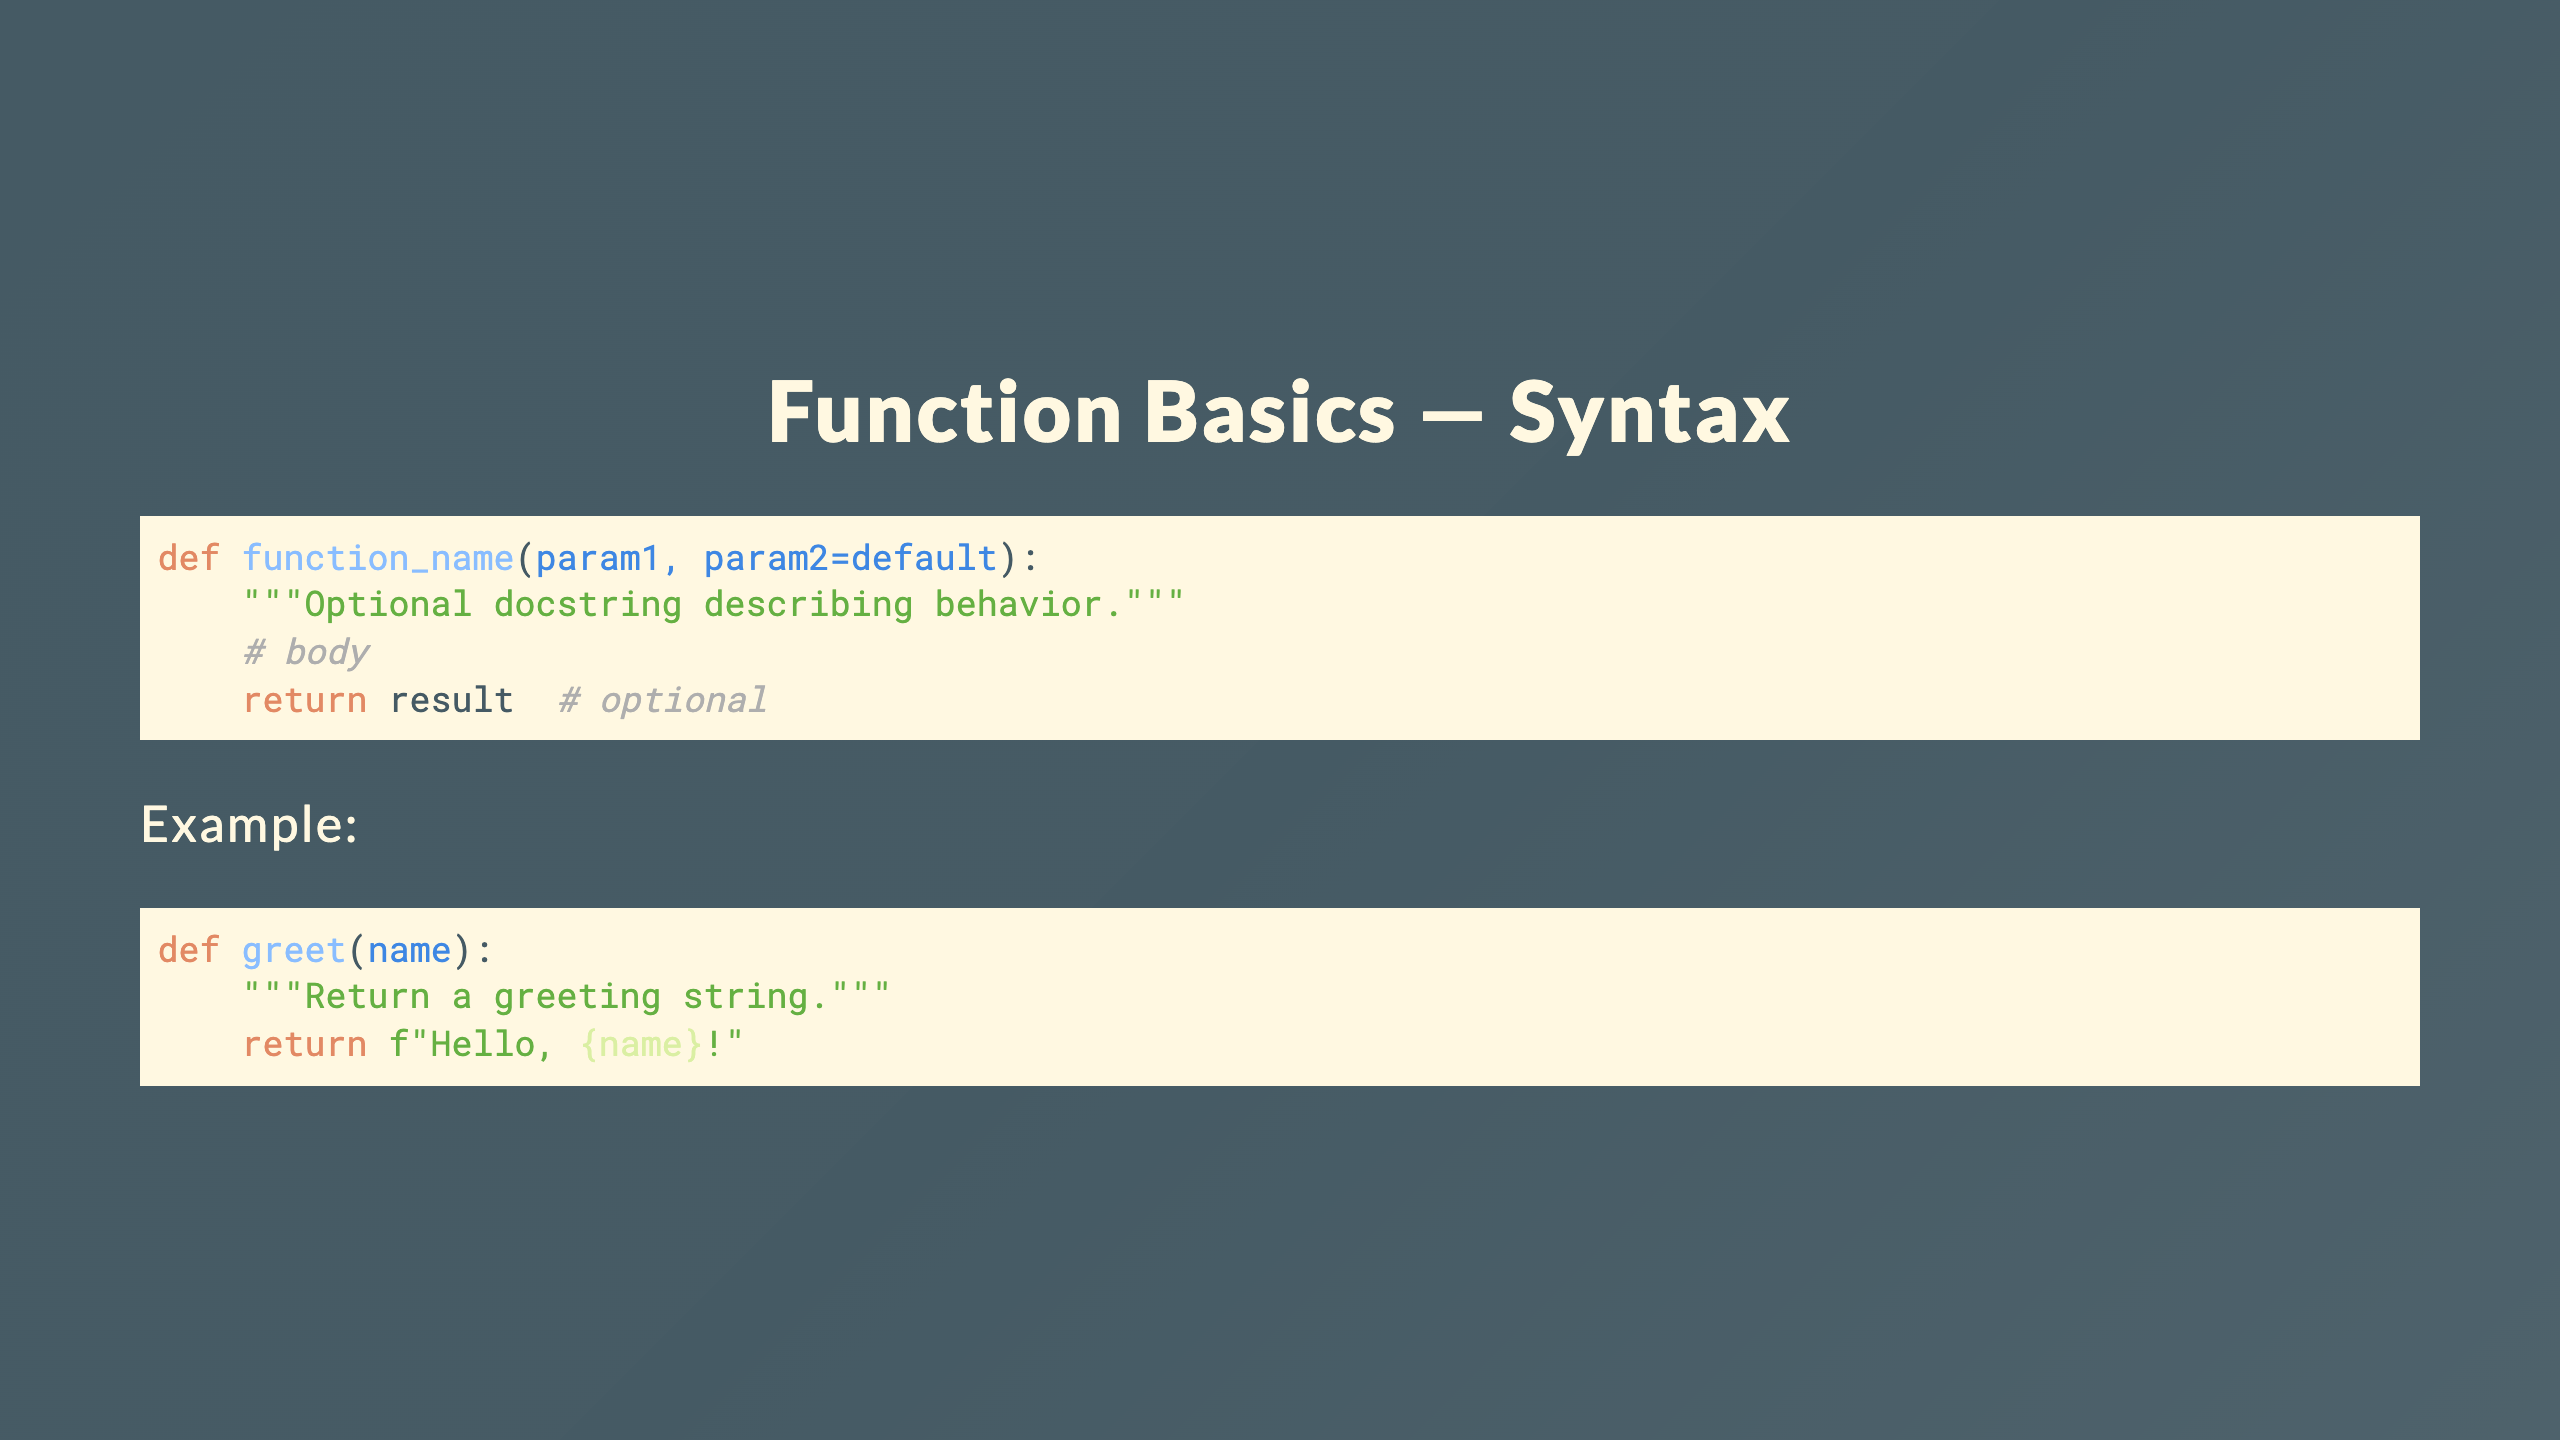 Function Basics — Syntax
def function_name(param1, param2=default):
    """Optional docstring describing behavior."""
    # body
    return result  # optional
Example:
def greet(name):
    """Return a greeting string."""
    return f"Hello, {name}!"